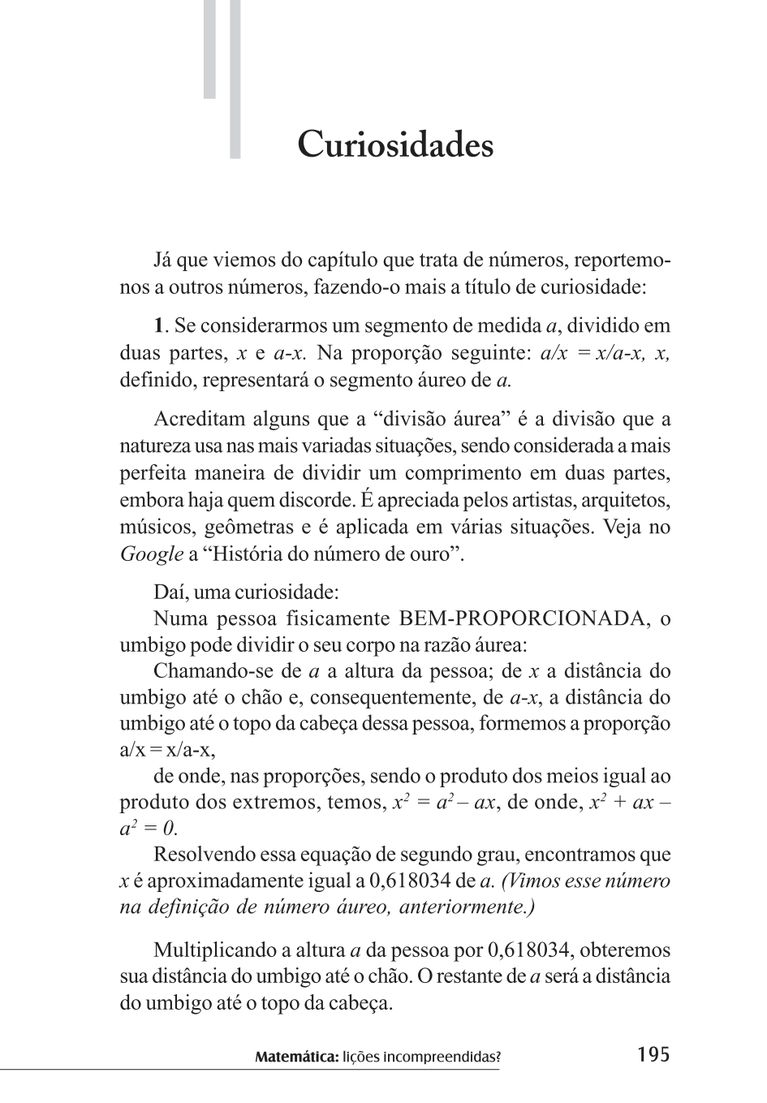 Curiosidades
Já que viemos do capítulo que trata de números, reportemo-
nos a outros números, fazendo-o mais a título de curiosidade:
1. Se considerarmos um segmento de medida a, dividido em
duas partes, x e a-x. Na proporção seguinte: a/x = x/a-x, x,
definido, representará o segmento áureo de a.
Acreditam alguns que a “divisão áurea” é a divisão que a
natureza usa nas mais variadas situações, sendo considerada a mais
perfeita maneira de dividir um comprimento em duas partes,
embora haja quem discorde. É apreciada pelos artistas, arquitetos,
músicos, geômetras e é aplicada em várias situações. Veja no
Google a “História do número de ouro”.
Daí, uma curiosidade:
Numa pessoa fisicamente BEM-PROPORCIONADA, o
umbigo pode dividir o seu corpo na razão áurea:
Chamando-se de a a altura da pessoa; de x a distância do
umbigo até o chão e, consequentemente, de a-x, a distância do
umbigo até o topo da cabeça dessa pessoa, formemos a proporção
a/x = x/a-x,
de onde, nas proporções, sendo o produto dos meios igual ao
produto dos extremos, temos, x² = a² – ax, de onde, x² + ax –
a² = 0.
Resolvendo essa equação de segundo grau, encontramos que
x é aproximadamente igual a 0,618034 de a. (Vimos esse número
na definição de número áureo, anteriormente.)
Multiplicando a altura a da pessoa por 0,618034, obteremos
sua distância do umbigo até o chão. O restante de a será a distância
do umbigo até o topo da cabeça.
Matemática: lições incompreendidas? 195